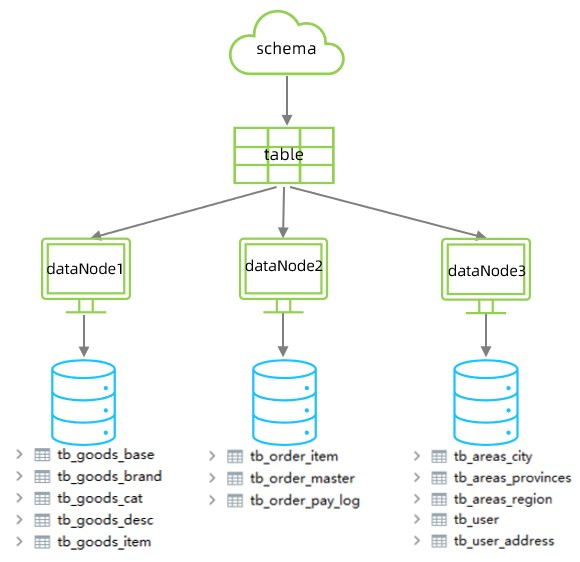 schema
table
dataNode1
dataNode2
dataNode3
tb_goods_base
tb_goods_brand
tb_goods_cat
tb_goods_desc
tb_goods_item
tb_order_item
tb_order_master
tb_order_pay_log
tb_areas_city
tb_areas_provinces
tb_areas_region
tb_user
tb_user_address